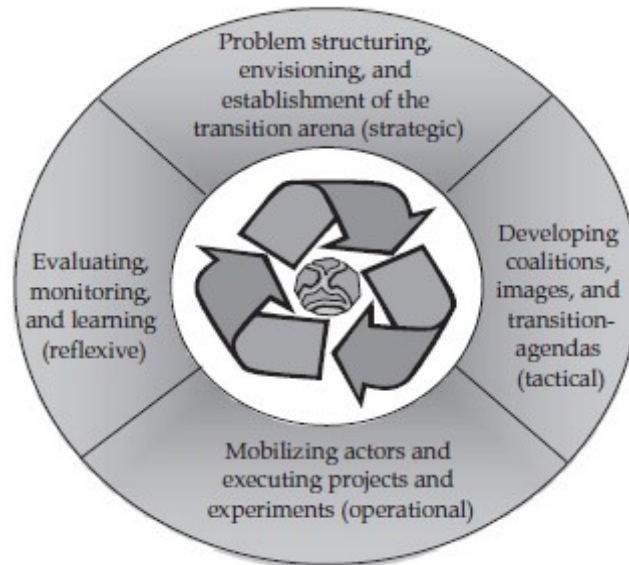 Problem structuring,
envisioning, and
establishment of the
transition arena (strategic)
Developing
coalitions,
images, and
transition-
agendas
(tactical)
Mobilizing actors and
executing projects and
experiments (operational)
Evaluating,
monitoring,
and learning
(reflexive)